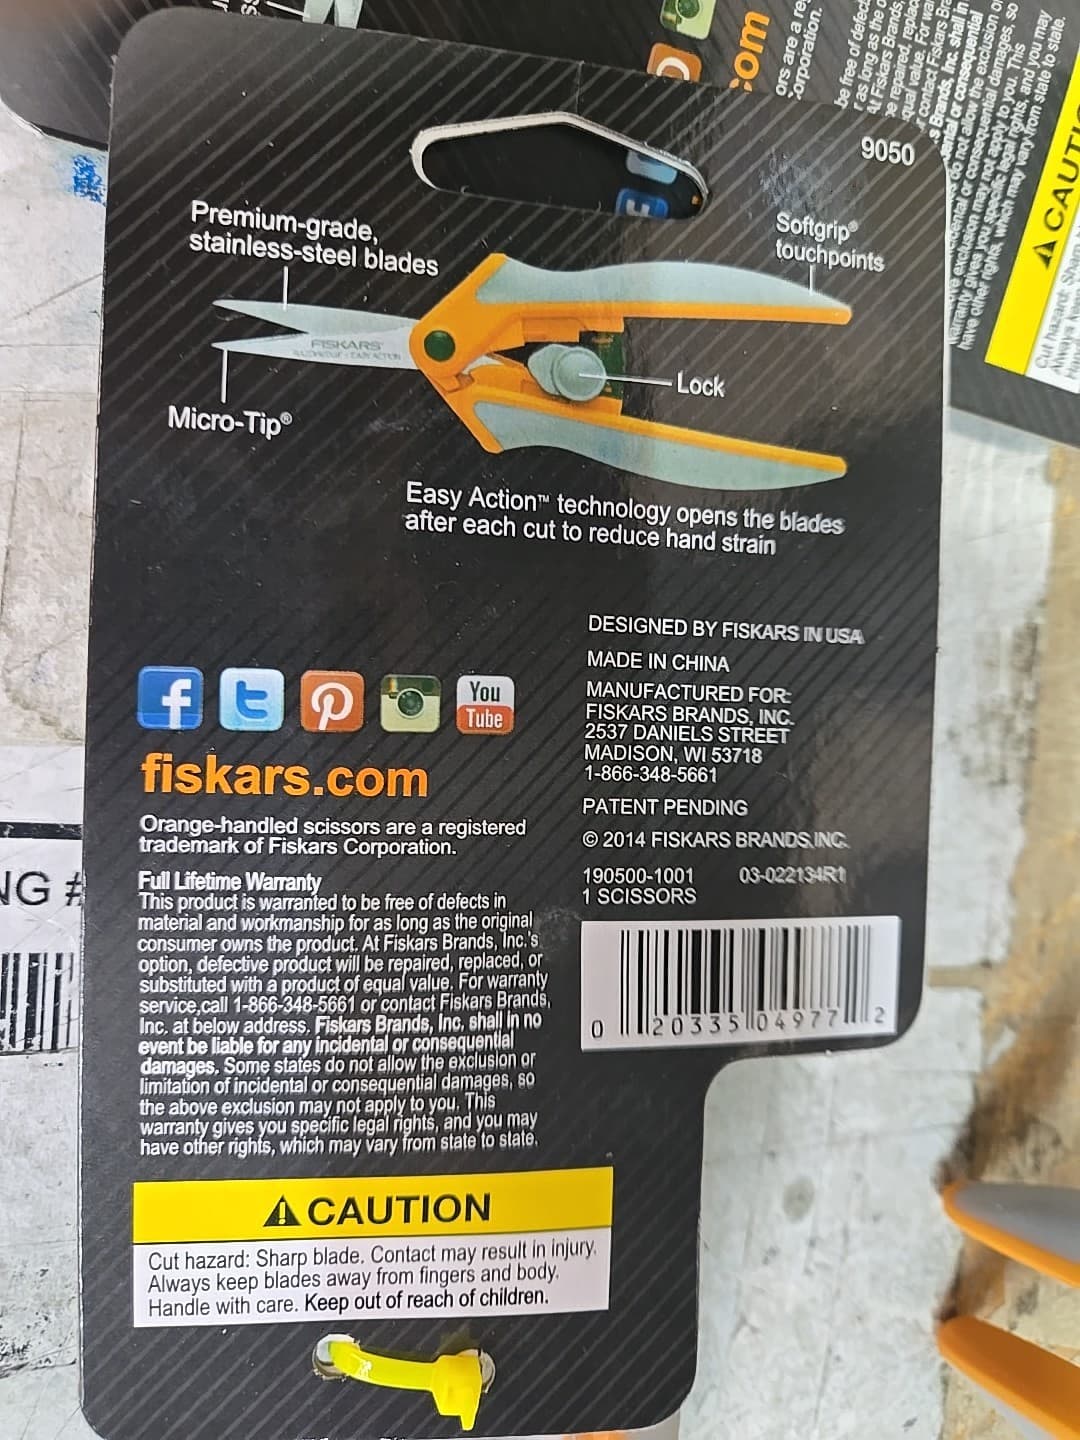 9050
Premium-grade,
stainless-steel blades
Softgrip®
touchpoints
FISKARS
Lock
Micro-Tip®
Easy Action™ technology opens the blades
after each cut to reduce hand strain
DESIGNED BY FISKARS IN USA
MADE IN CHINA
MANUFACTURED FOR:
FISKARS BRANDS, INC.
2537 DANIELS STREET
MADISON, WI 53718
1-866-348-5661
PATENT PENDING
© 2014 FISKARS BRANDS,INC.
190500-1001 03-022134R1
1 SCISSORS
0 20335 04977 2
You
Tube
fiskars.com
Orange-handled scissors are a registered
trademark of Fiskars Corporation.
Full Lifetime Warranty
This product is warranted to be free of defects in
material and workmanship for as long as the original
consumer owns the product. At Fiskars Brands, Inc.'s
option, defective product will be repaired, replaced, or
substituted with a product of equal value. For warranty
service,call 1-866-348-5661 or contact Fiskars Brands,
Inc. at below address. Fiskars Brands, Inc. shall in no
event be liable for any incidental or consequential
damages. Some states do not allow the exclusion or
limitation of incidental or consequential damages, so
the above exclusion may not apply to you. This
warranty gives you specific legal rights, and you may
have other rights, which may vary from state to state.
CAUTION
Cut hazard: Sharp blade. Contact may result in injury.
Always keep blades away from fingers and body.
Handle with care. Keep out of reach of children.